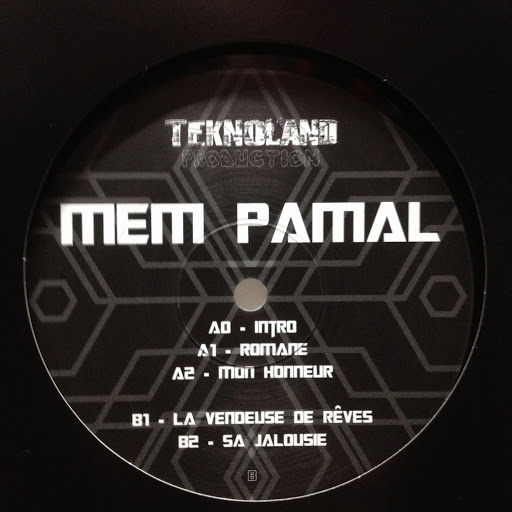 TEKNOLAND
PRODUCTION
MEM PAMAL
A0 - INTRO
A1 - ROMANE
A2 - MON HONNEUR
B1 - LA VENDEUSE DE RÊVES
B2 - SA JALOUSIE
B